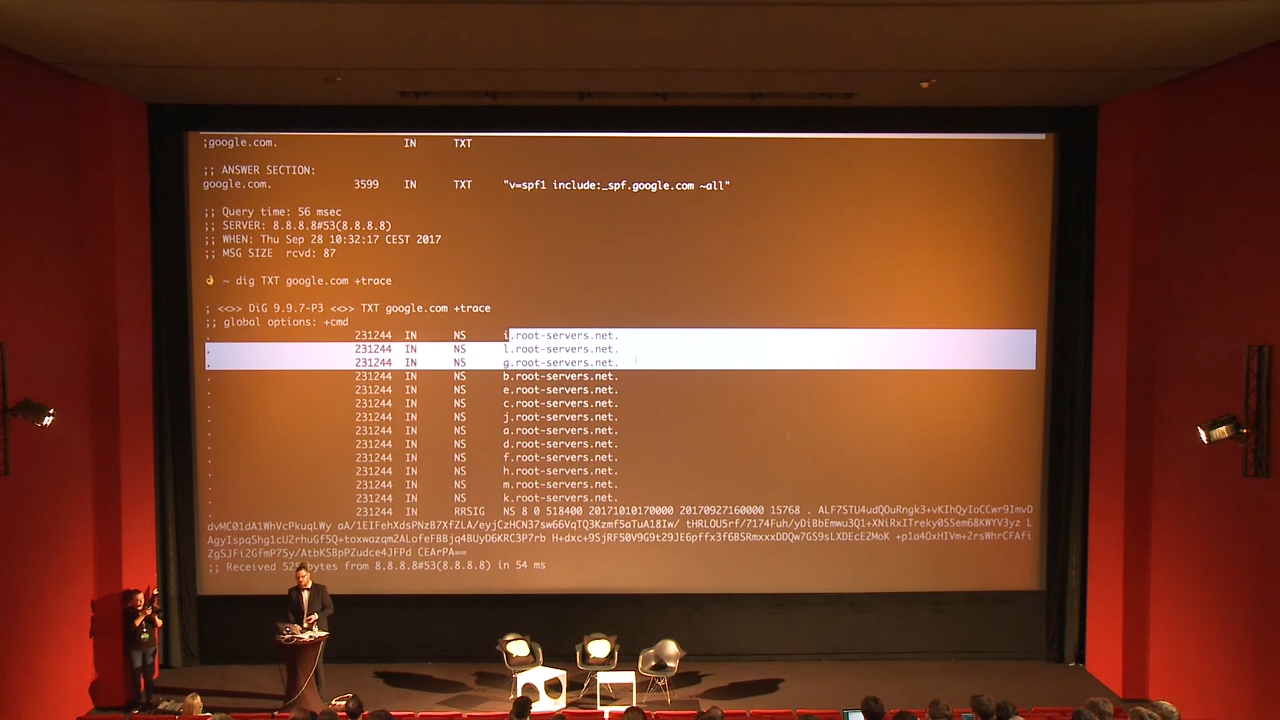 ;google.com. IN TXT
;; ANSWER SECTION:
google.com. 3599 IN TXT "v=spf1 include:_spf.google.com ~all"
;; Query time: 56 msec
;; SERVER: 8.8.8.8#53(8.8.8.8)
;; WHEN: Thu Sep 28 10:32:17 CEST 2017
;; MSG SIZE rcvd: 87
👌 ~ dig TXT google.com +trace
; <<>> DiG 9.9.7-P3 <<>> TXT google.com +trace
;; global options: +cmd
. 231244 IN NS i.root-servers.net.
. 231244 IN NS l.root-servers.net.
. 231244 IN NS g.root-servers.net.
. 231244 IN NS b.root-servers.net.
. 231244 IN NS e.root-servers.net.
. 231244 IN NS c.root-servers.net.
. 231244 IN NS j.root-servers.net.
. 231244 IN NS a.root-servers.net.
. 231244 IN NS d.root-servers.net.
. 231244 IN NS f.root-servers.net.
. 231244 IN NS h.root-servers.net.
. 231244 IN NS m.root-servers.net.
. 231244 IN NS k.root-servers.net.
. 231244 IN RRSIG NS 8 0 518400 20171010170000 20170927160000 15768 .
;; Received 525 bytes from 8.8.8.8#53(8.8.8.8) in 54 ms